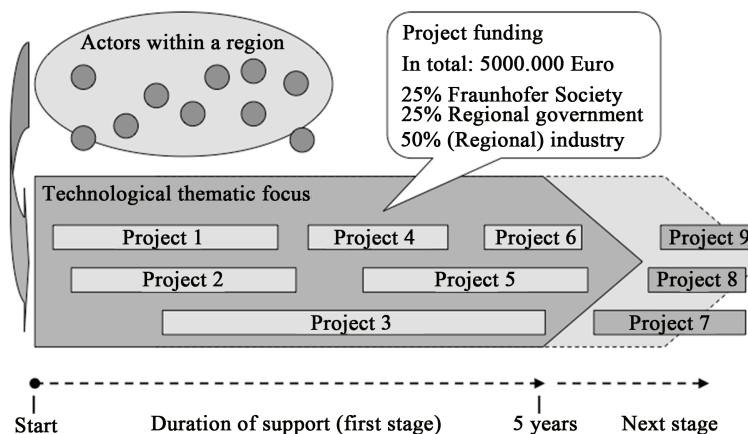 Actors within a region
Project funding
In total: 5000.000 Euro
25% Fraunhofer Society
25% Regional government
50% (Regional) industry
Technological thematic focus
Project 1
Project 4
Project 6
Project 9
Project 2
Project 5
Project 8
Project 3
Project 7
Start
Duration of support (first stage)
5 years
Next stage